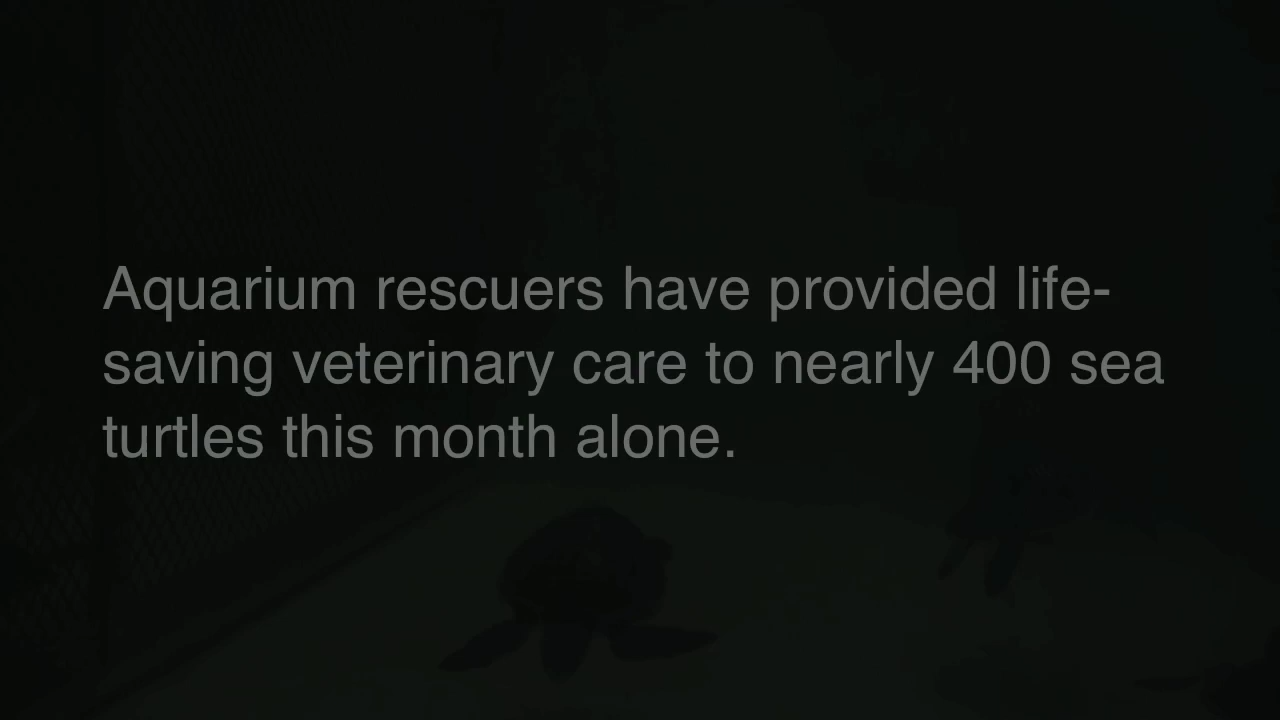 Aquarium rescuers have provided life-
saving veterinary care to nearly 400 sea
turtles this month alone.